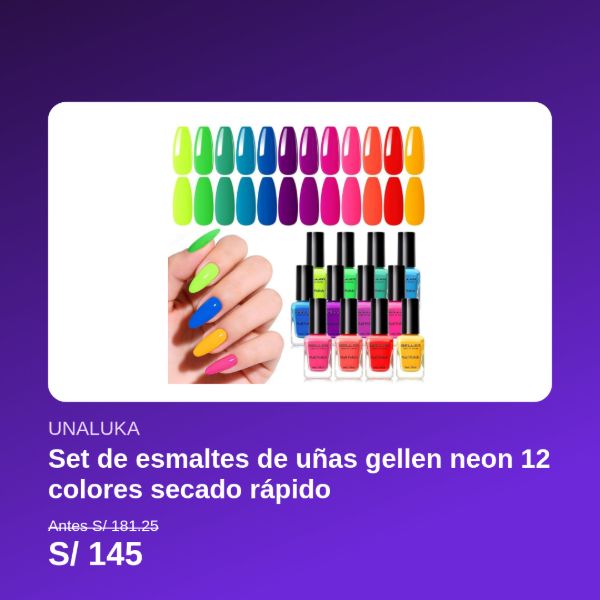 UNALUKA
Set de esmaltes de uñas gellen neon 12
colores secado rápido
Antes S/ 181.25
S/ 145